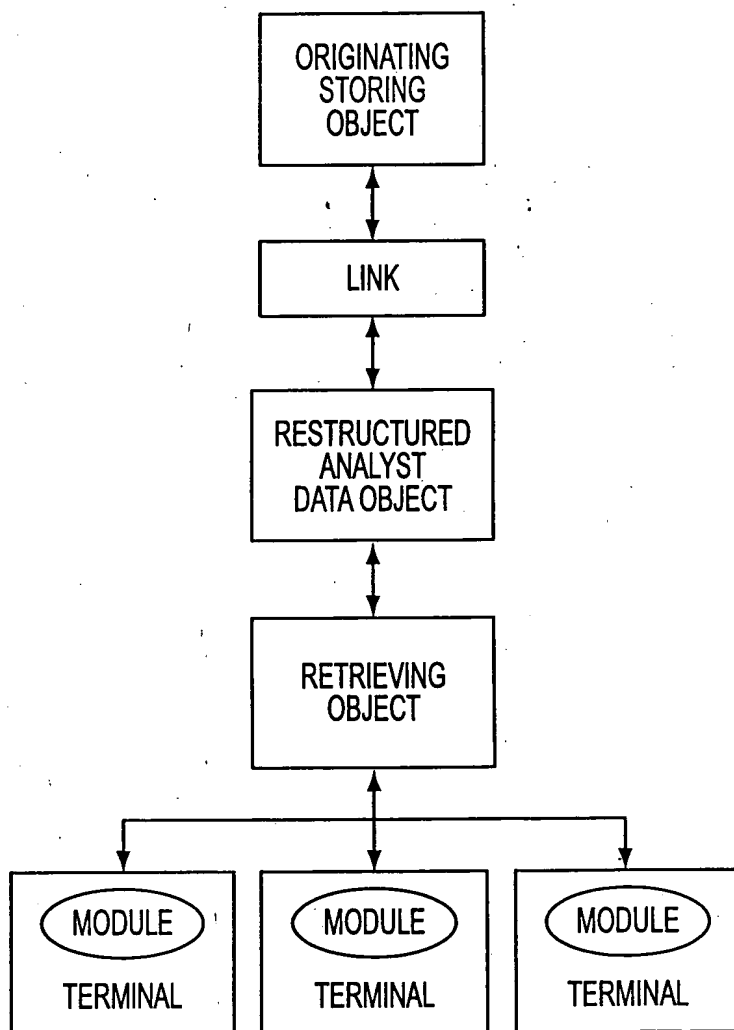 ORIGINATING
STORING
OBJECT
LINK
RESTRUCTURED
ANALYST
DATA OBJECT
RETRIEVING
OBJECT
MODULE
TERMINAL
MODULE
TERMINAL
MODULE
TERMINAL